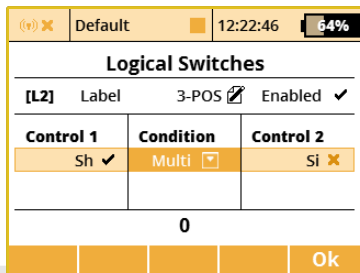 Default 12:22:46 64%
Logical Switches
[L2] Label 3-POS Enabled ✔
Control 1 Condition Control 2
Sh ✔ Multi Si ✖
0
Ok